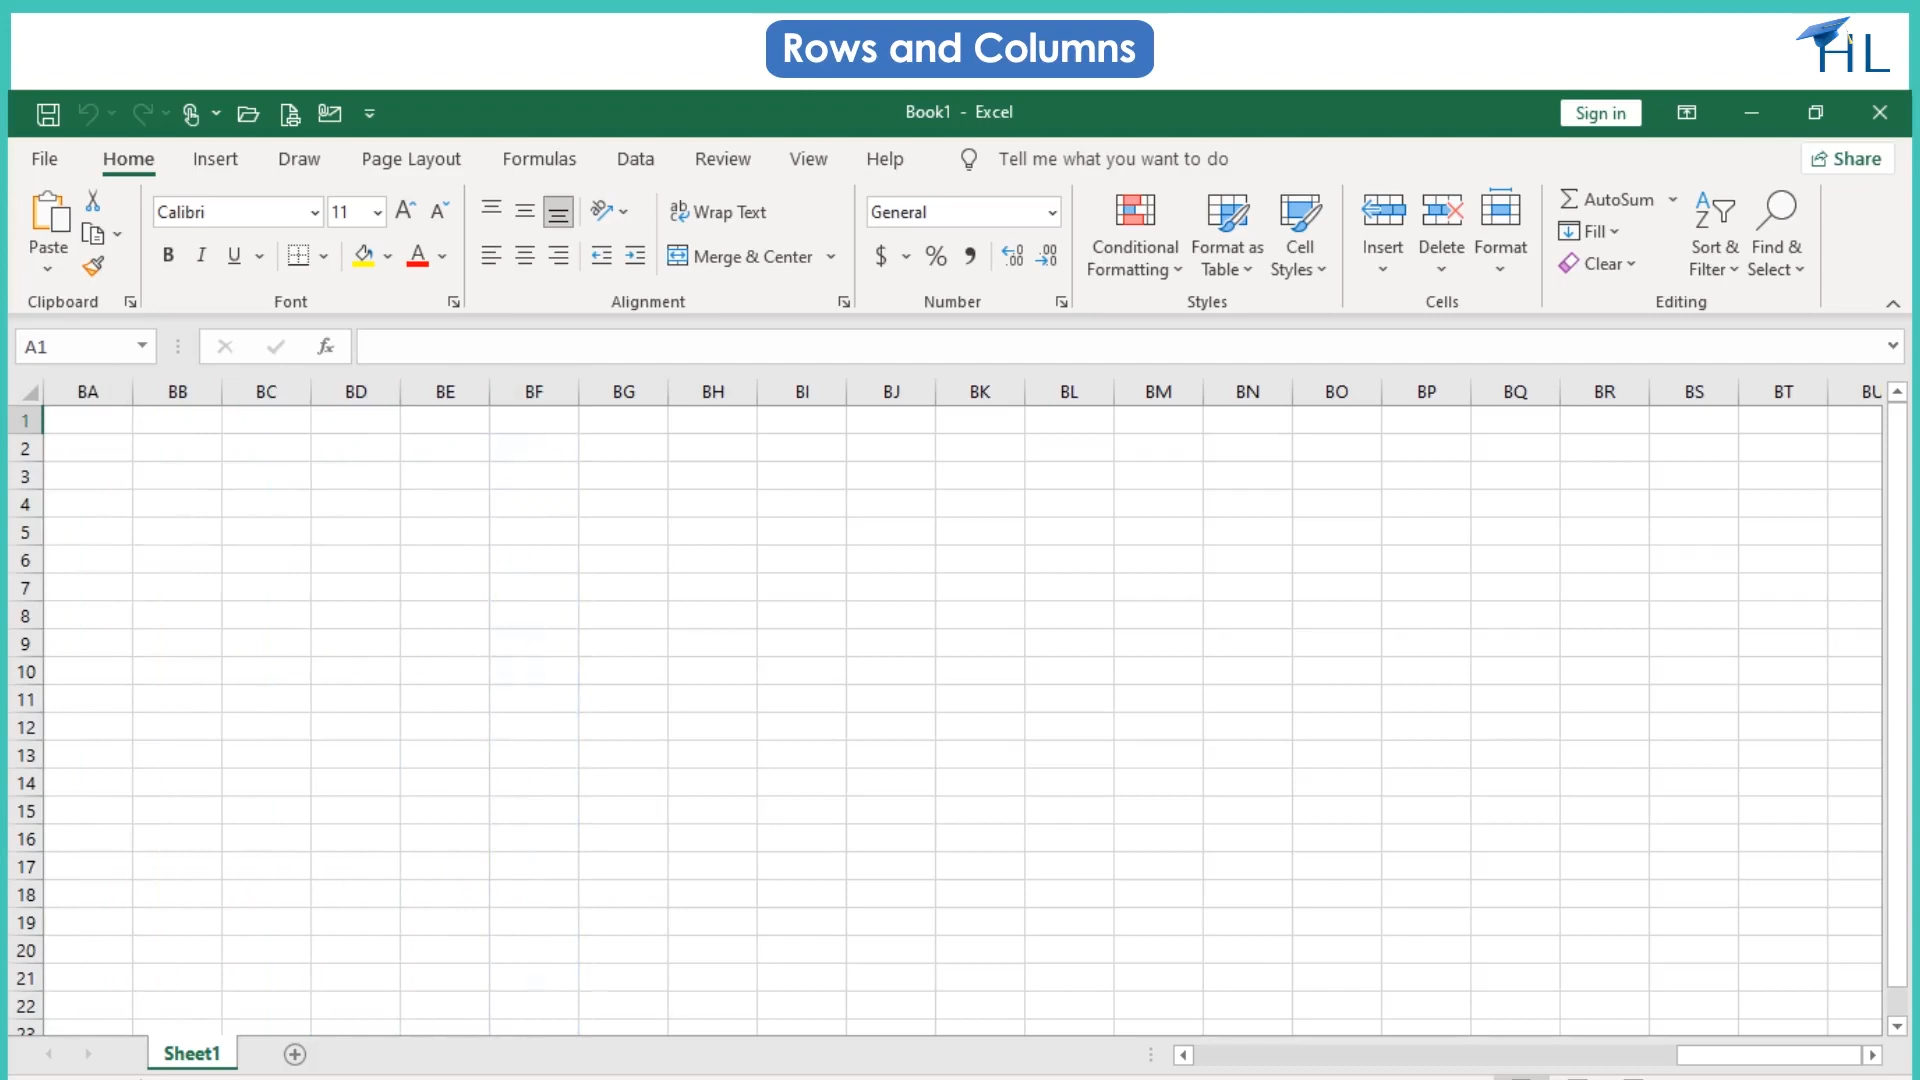 Rows and Columns
HL
Book1 - Excel
Sign in
File Home Insert Draw Page Layout Formulas Data Review View Help Tell me what you want to do
Share
Paste
Calibri 11
Wrap Text
General
B I U
Merge & Center
$ % 
Conditional Formatting
Format as Table
Cell Styles
Insert Delete Format
AutoSum
Fill
Clear
Sort & Filter
Find & Select
Clipboard Font Alignment Number Styles Cells Editing
A1 fx
BA BB BC BD BE BF BG BH BI BJ BK BL BM BN BO BP BQ BR BS BT BU
1
2
3
4
5
6
7
8
9
10
11
12
13
14
15
16
17
18
19
20
21
22
23
Sheet1